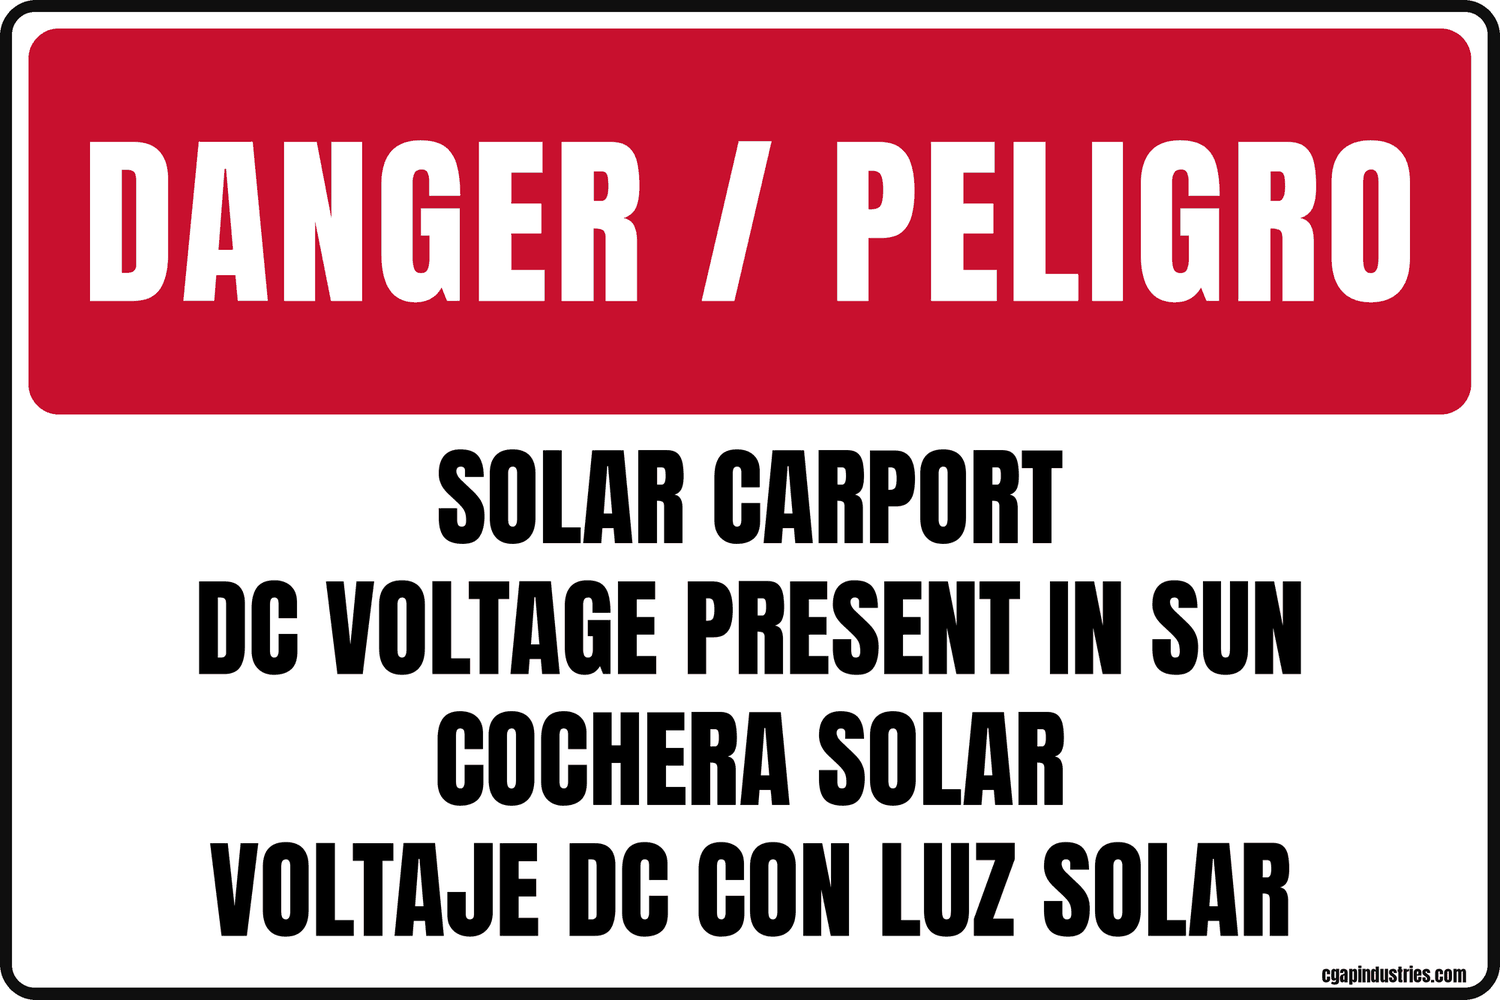 DANGER / PELIGRO
SOLAR CARPORT
DC VOLTAGE PRESENT IN SUN
COCHERA SOLAR
VOLTAJE DC CON LUZ SOLAR
cgapindustries.com